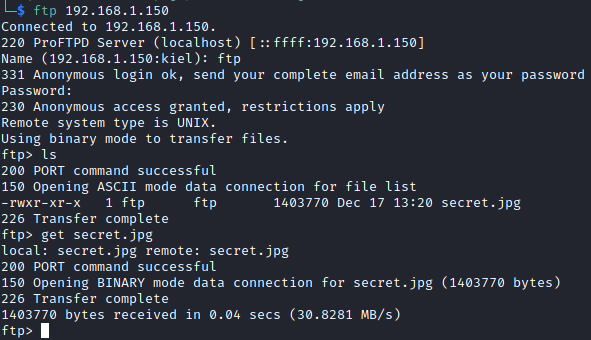 └─$ ftp 192.168.1.150
Connected to 192.168.1.150.
220 ProFTPD Server (localhost) [::ffff:192.168.1.150]
Name (192.168.1.150:kiel): ftp
331 Anonymous login ok, send your complete email address as your password
Password:
230 Anonymous access granted, restrictions apply
Remote system type is UNIX.
Using binary mode to transfer files.
ftp> ls
200 PORT command successful
150 Opening ASCII mode data connection for file list
-rwxr-xr-x   1 ftp      ftp       1403770 Dec 17 13:20 secret.jpg
226 Transfer complete
ftp> get secret.jpg
local: secret.jpg remote: secret.jpg
200 PORT command successful
150 Opening BINARY mode data connection for secret.jpg (1403770 bytes)
226 Transfer complete
1403770 bytes received in 0.04 secs (30.8281 MB/s)
ftp>